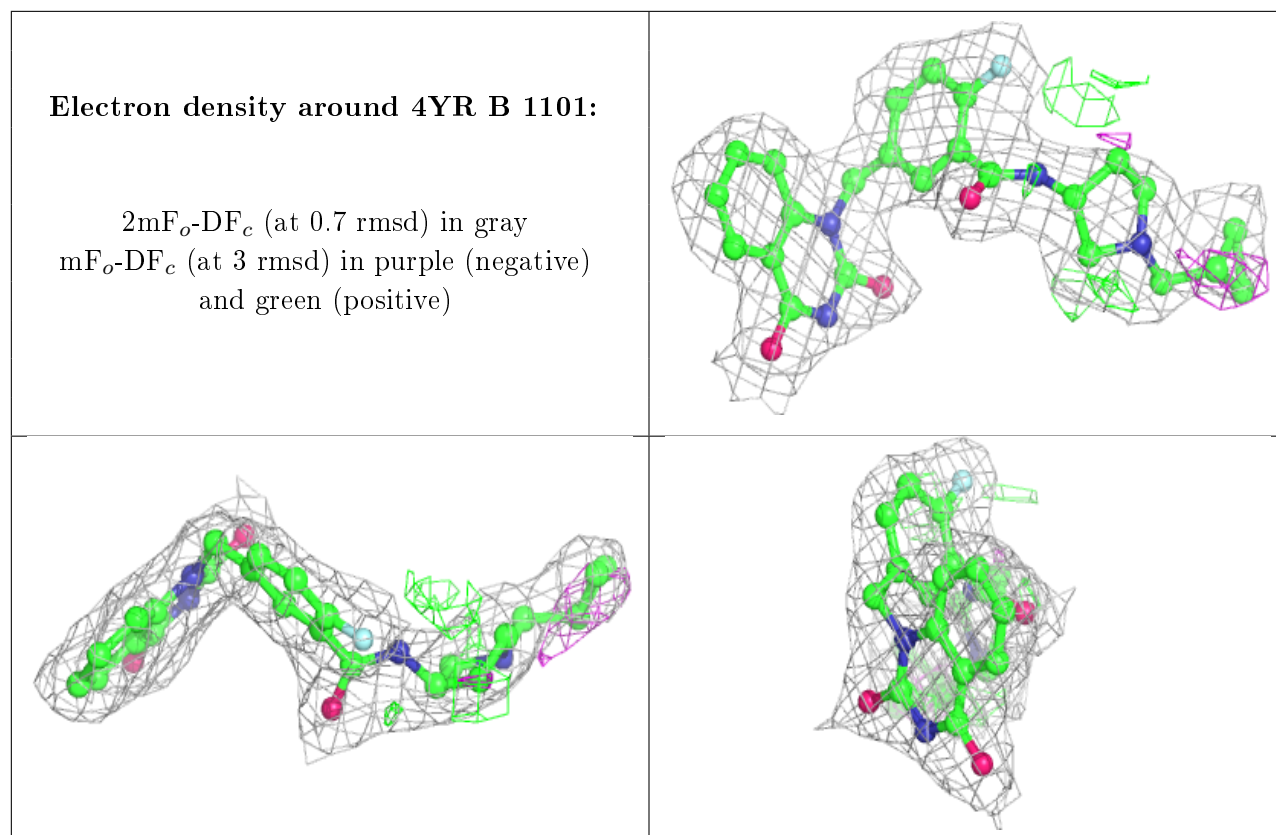 Electron density around 4YR B 1101:
2mFo-DFc (at 0.7 rmsd) in gray
mFo-DFc (at 3 rmsd) in purple (negative)
and green (positive)